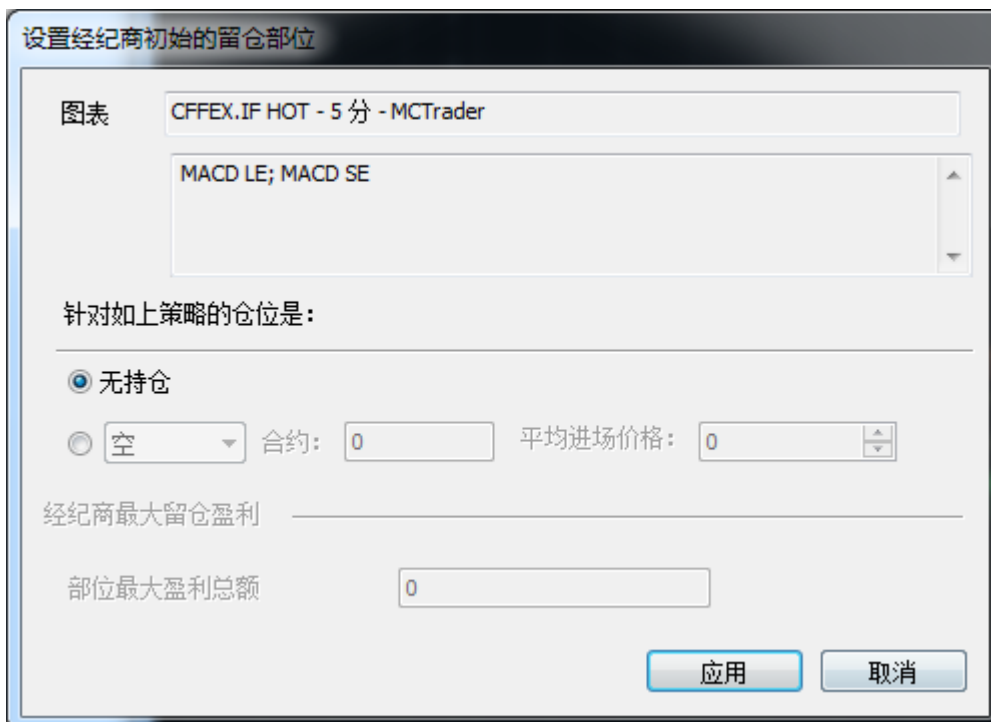 设置经纪商初始的留仓部位
图表 CFFEX.IF HOT - 5 分 - MCTrader
MACD LE; MACD SE
针对如上策略的仓位是：
无持仓
空 合约： 0 平均进场价格： 0
经纪商最大留仓盈利
部位最大盈利总额 0
应用 取消